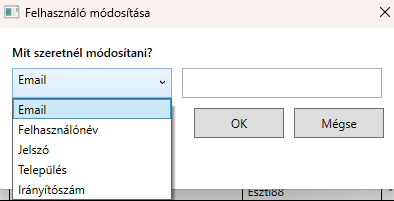 Felhasználó módosítása
Mit szeretnél módosítani?
Email
Email
Felhasználónév
Jelszó
Település
Irányítószám
OK
Mégse
Eszti88